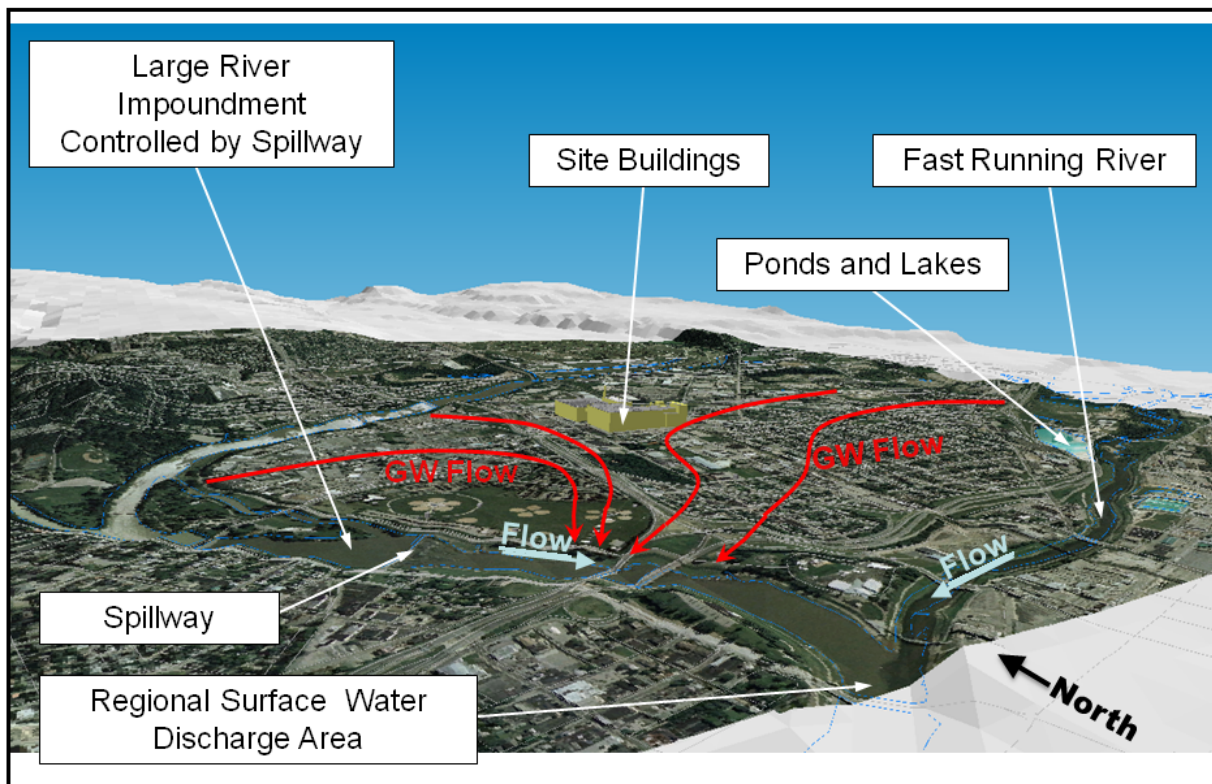 Large River
Impoundment
Controlled by Spillway
Site Buildings
Fast Running River
Ponds and Lakes
GW Flow
GW Flow
Flow
Flow
Spillway
Regional Surface Water
Discharge Area
North